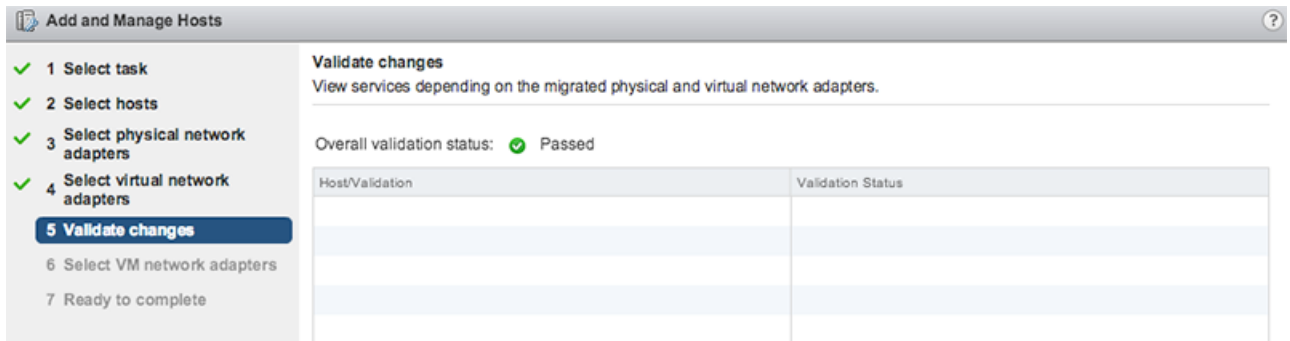 Add and Manage Hosts
?
1 Select task
2 Select hosts
3 Select physical network
adapters
4 Select virtual network
adapters
5 Validate changes
6 Select VM network adapters
7 Ready to complete
Validate changes
View services depending on the migrated physical and virtual network adapters.
Overall validation status: Passed
Host/Validation
Validation Status